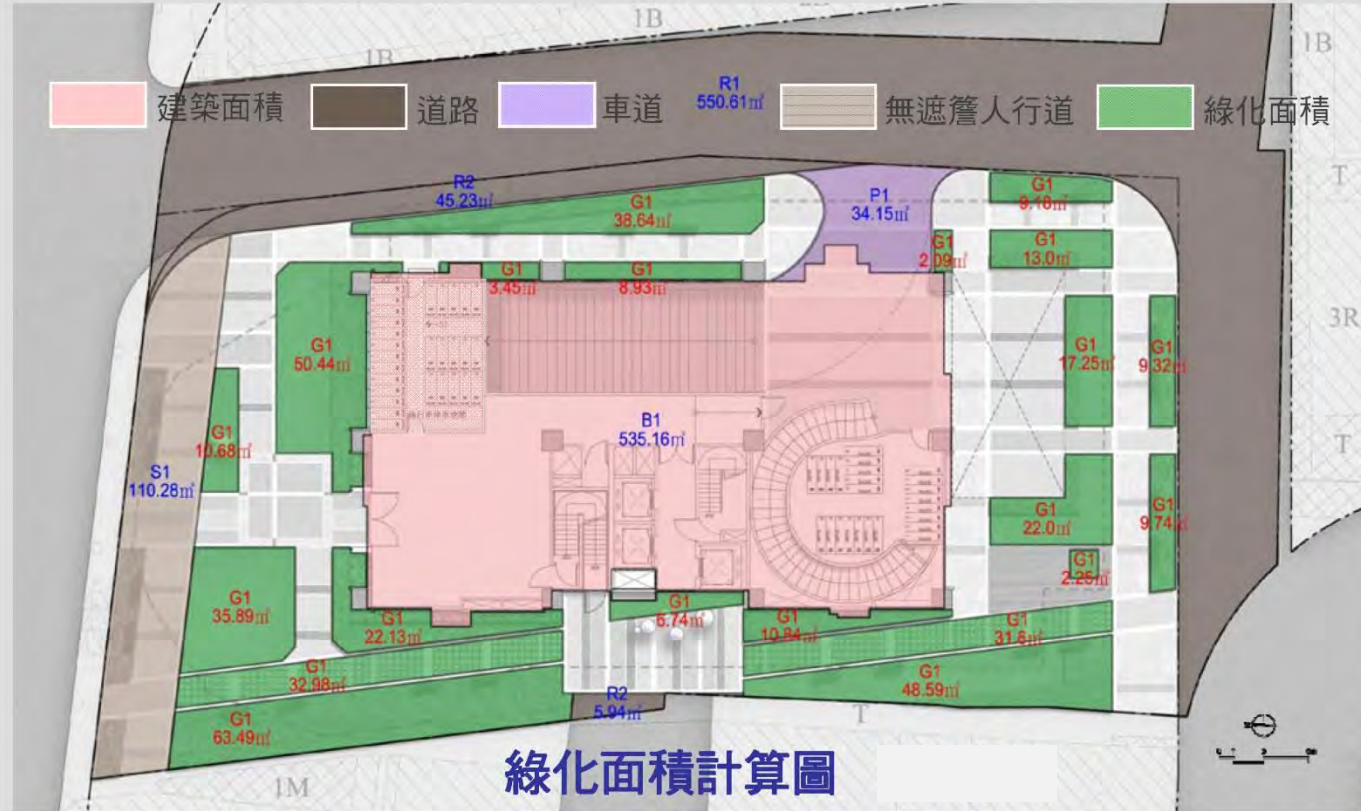 1B
1B
1B
建築面積
道路
車道
R1
550.61㎡
無遮簷人行道
綠化面積
T
R2
45.23㎡
G1
38.64㎡
P1
34.15㎡
G1
9.18㎡
G1
2.09㎡
G1
13.0㎡
G1
3.45㎡
G1
8.93㎡
3R
G1
50.44㎡
G1
17.25㎡
G1
9.32㎡
B1
535.16㎡
G1
10.68㎡
T
S1
110.28㎡
G1
22.0㎡
G1
9.74㎡
G1
2.25㎡
G1
35.89㎡
G1
22.13㎡
G1
6.74㎡
G1
10.84㎡
G1
31.6㎡
G1
32.98㎡
G1
48.59㎡
R2
5.94㎡
T
G1
63.49㎡
1M
綠化面積計算圖